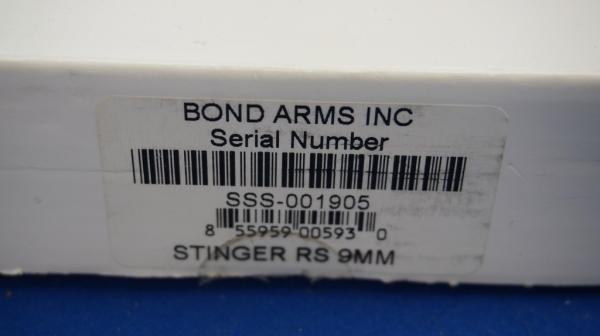 BOND ARMS INC
Serial Number
SSS-001905
8 55959 00593 0
STINGER RS 9MM